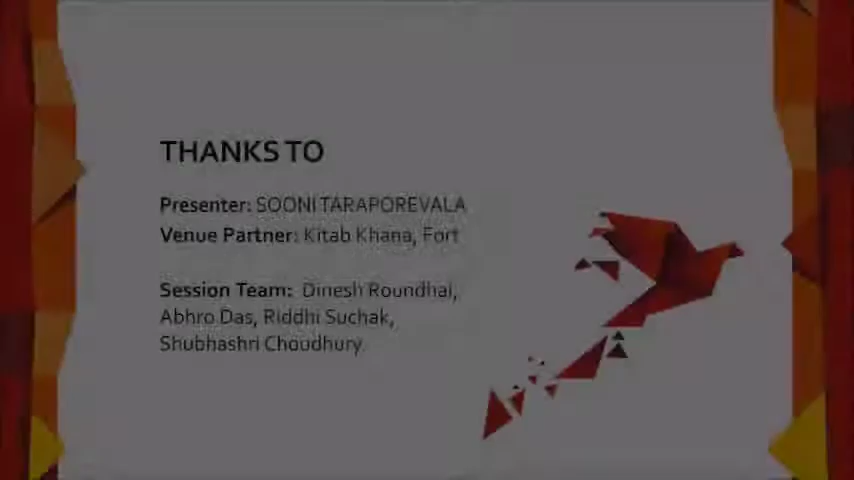 THANKS TO
Presenter: SOONI TARAPOREVALA
Venue Partner: Kitab Khana, Fort
Session Team: Dinesh Roundhal,
Abhro Das, Riddhi Suchak,
Shubhashri Choudhury